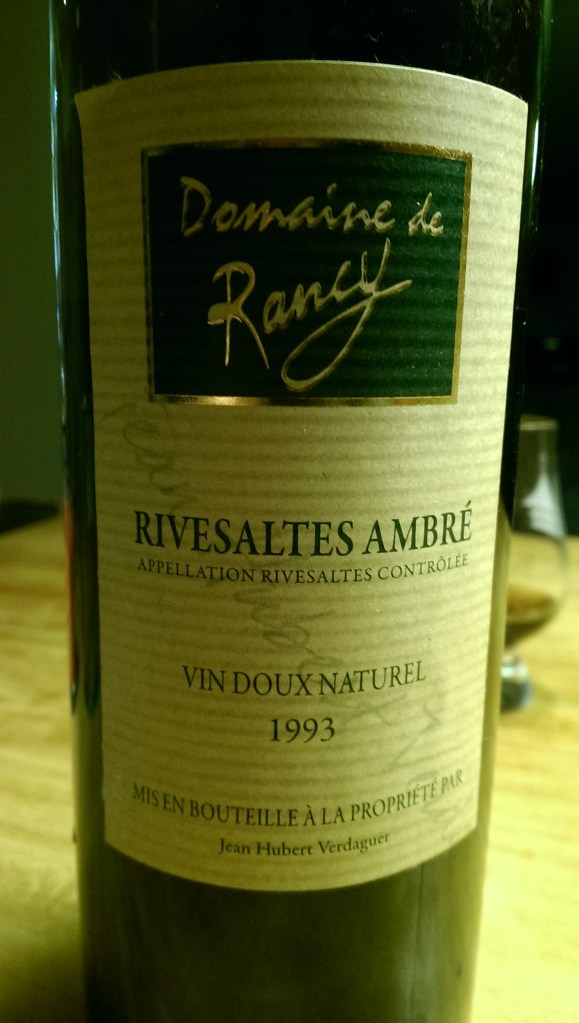 Domaine de
Rancy
RIVESALTES AMBRÉ
APPELLATION RIVESALTES CONTRÔLÉE
VIN DOUX NATUREL
1993
MIS EN BOUTEILLE À LA PROPRIÉTÉ PAR
Jean Hubert Verdaguer